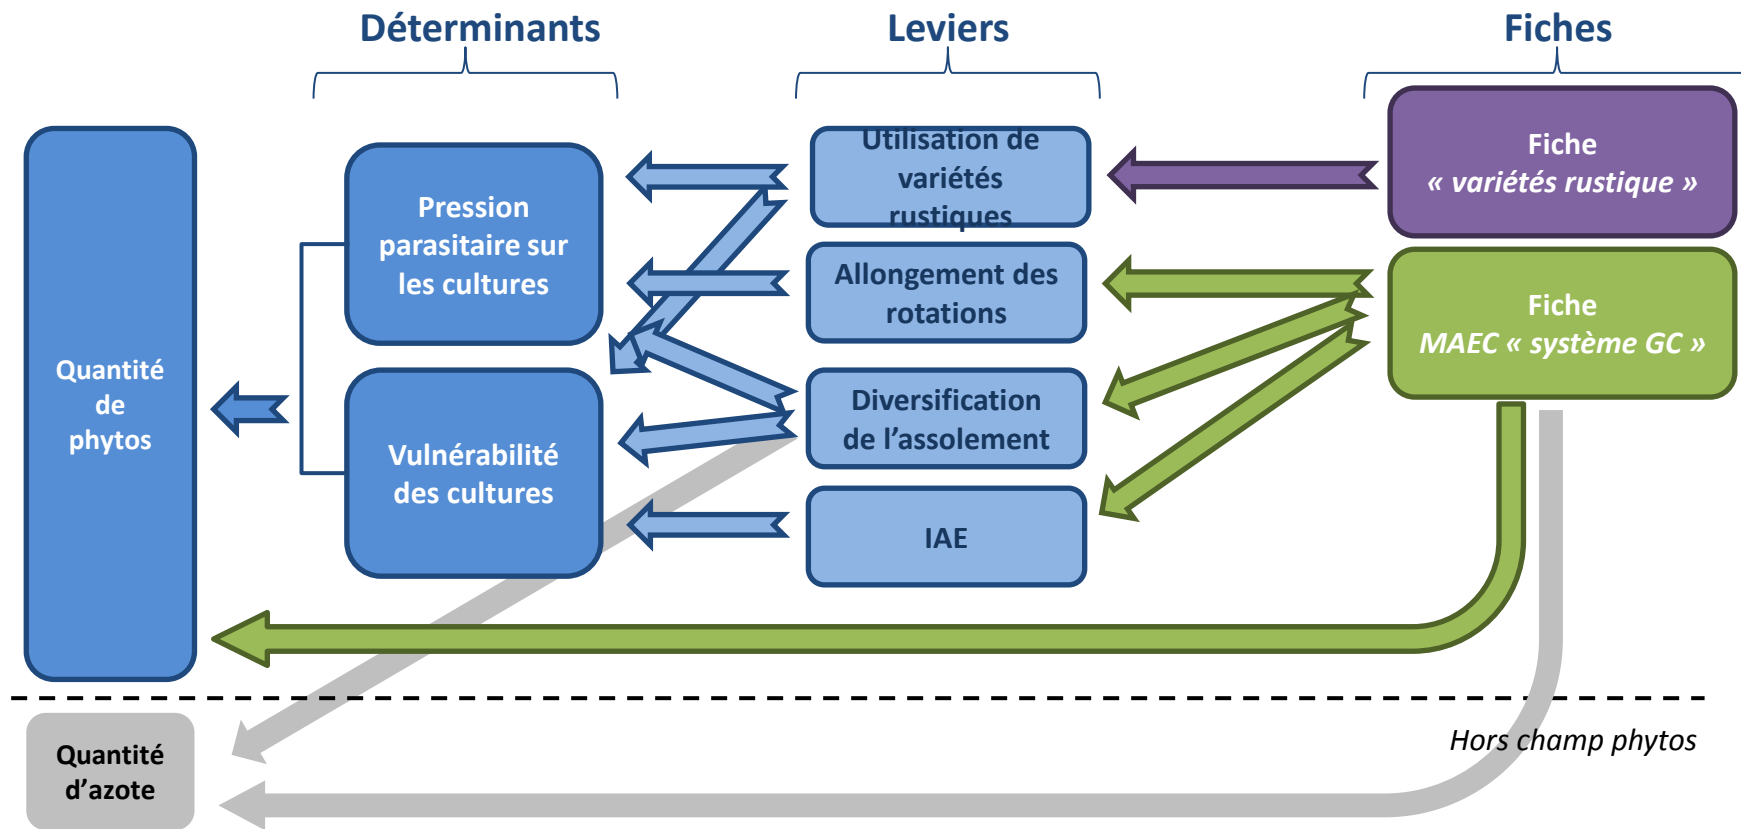 Déterminants
Leviers
Fiches
Quantité
de
phytos
Pression
parasitaire sur
les cultures
Vulnérabilité
des cultures
Utilisation de
variétés
rustiques
Allongement des
rotations
Diversification
de l’assolement
IAE
Fiche
« variétés rustique »
Fiche
MAEC « système GC »
Quantité
d’azote
Hors champ phytos